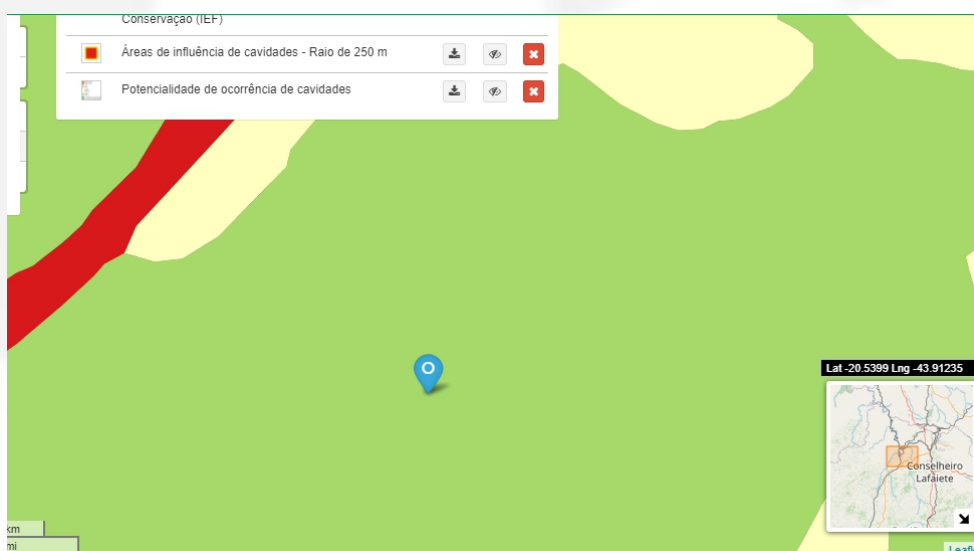 Conservação (IEF)
Áreas de influência de cavidades - Raio de 250 m
Potencialidade de ocorrência de cavidades
Lat -20.5399 Lng -43.91235
Conselheiro
Lafaiete
km
mi